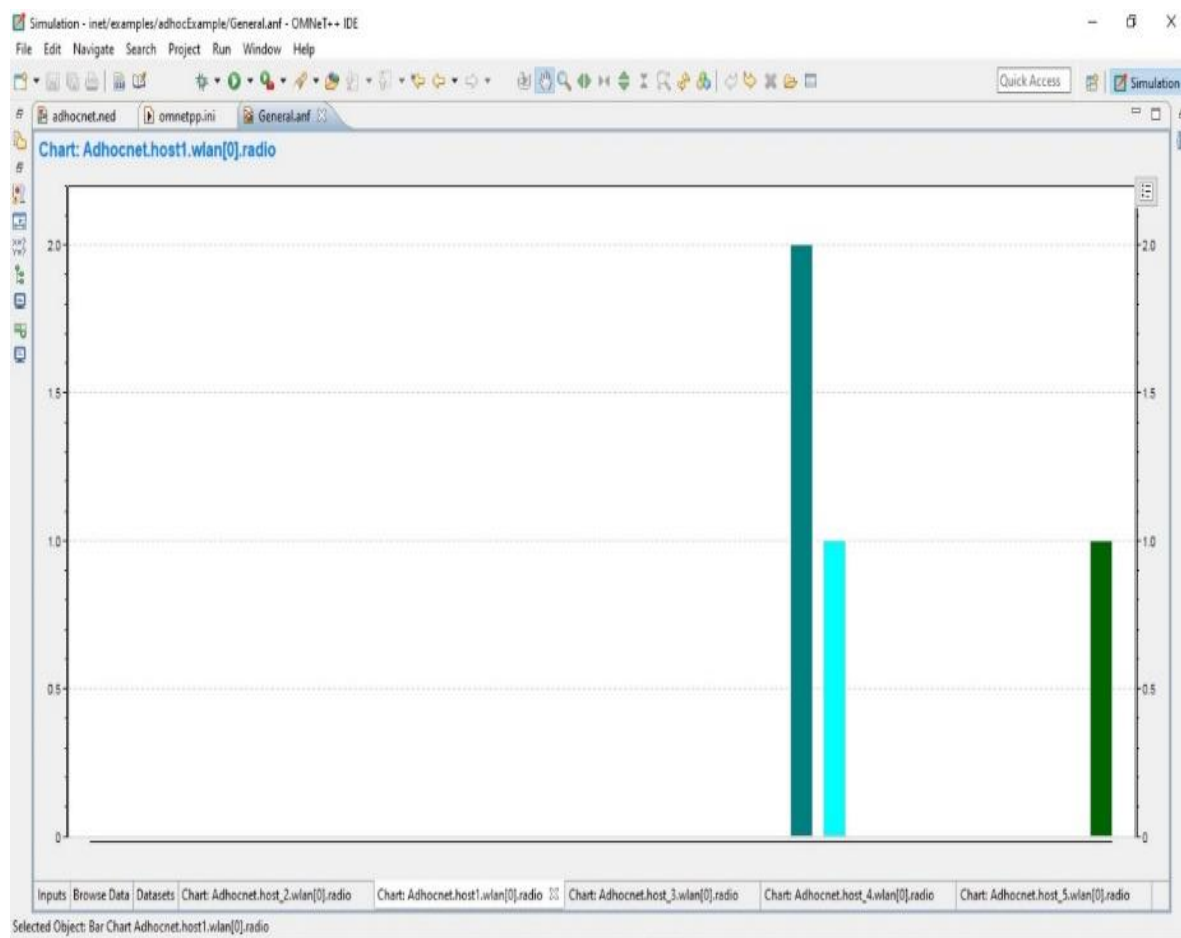 Simulation - inet/examples/adhocExample/General.anf - OMNeT++ IDE
File Edit Navigate Search Project Run Window Help
Quick Access
Simulation
adhocnet.ned omnetpp.ini General.anf
Chart: Adhocnet.host1.wlan[0].radio
2.0 2.0
1.5 1.5
1.0 1.0
0.5 0.5
0 0
Inputs Browse Data Datasets Chart: Adhocnet.host_2.wlan[0].radio Chart: Adhocnet.host1.wlan[0].radio Chart: Adhocnet.host_3.wlan[0].radio Chart: Adhocnet.host_4.wlan[0].radio Chart: Adhocnet.host_5.wlan[0].radio
Selected Object: Bar Chart Adhocnet.host1.wlan[0].radio